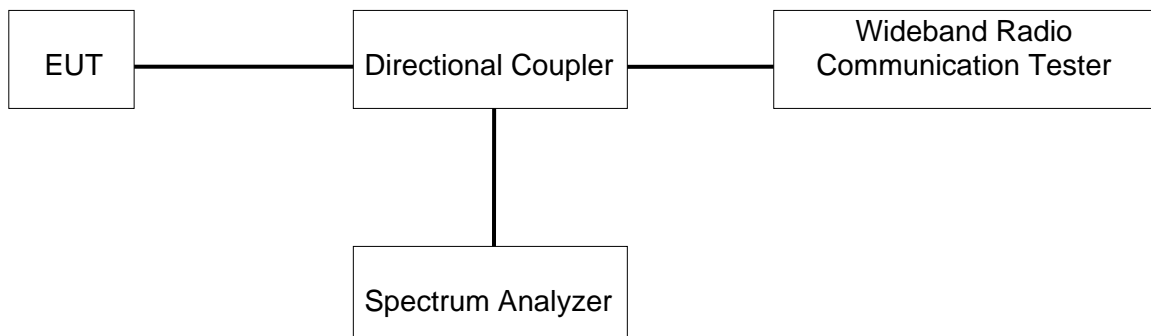 EUT
Directional Coupler
Wideband Radio
Communication Tester
Spectrum Analyzer